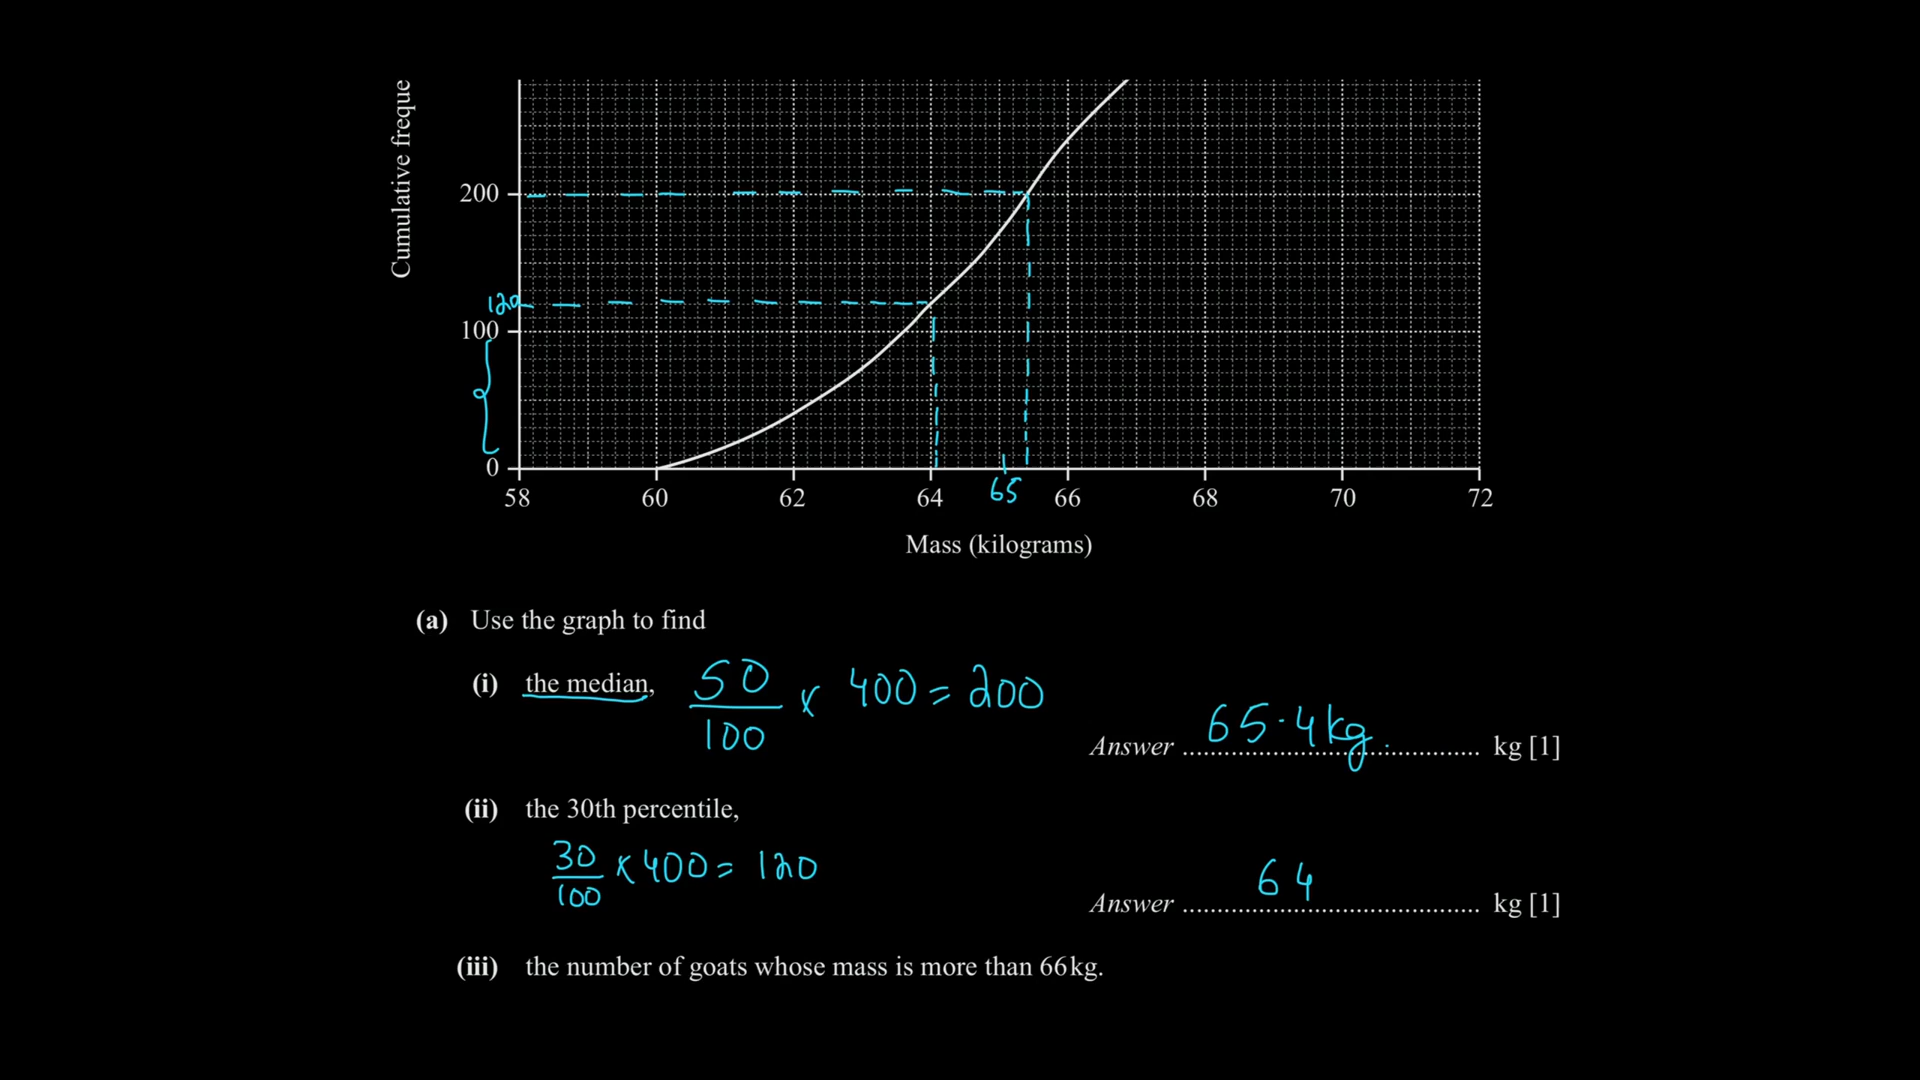 Cumulative freque
200
120
100
0
58 60 62 64 65 66 68 70 72
Mass (kilograms)
(a) Use the graph to find
(i) the median, 50/100 × 400 = 200
Answer 65.4kg. kg [1]
(ii) the 30th percentile,
30/100 × 400 = 120
Answer 64 kg [1]
(iii) the number of goats whose mass is more than 66kg.